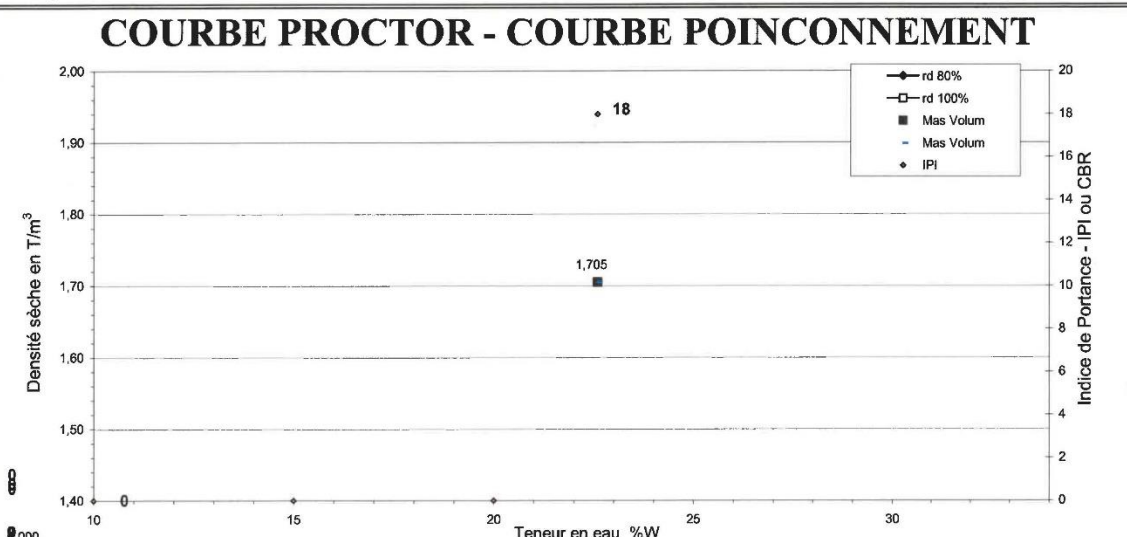 COURBE PROCTOR - COURBE POINCONNEMENT
2,00
1,90
1,80
1,70
1,60
1,50
1,40
Densité sèche en T/m³
10
15
20
25
30
Teneur en eau %W
20
18
16
14
12
10
8
6
4
2
0
Indice de Portance - IPI ou CBR
rd 80%
rd 100%
Mas Volum
Mas Volum
IPI
18
1,705
0